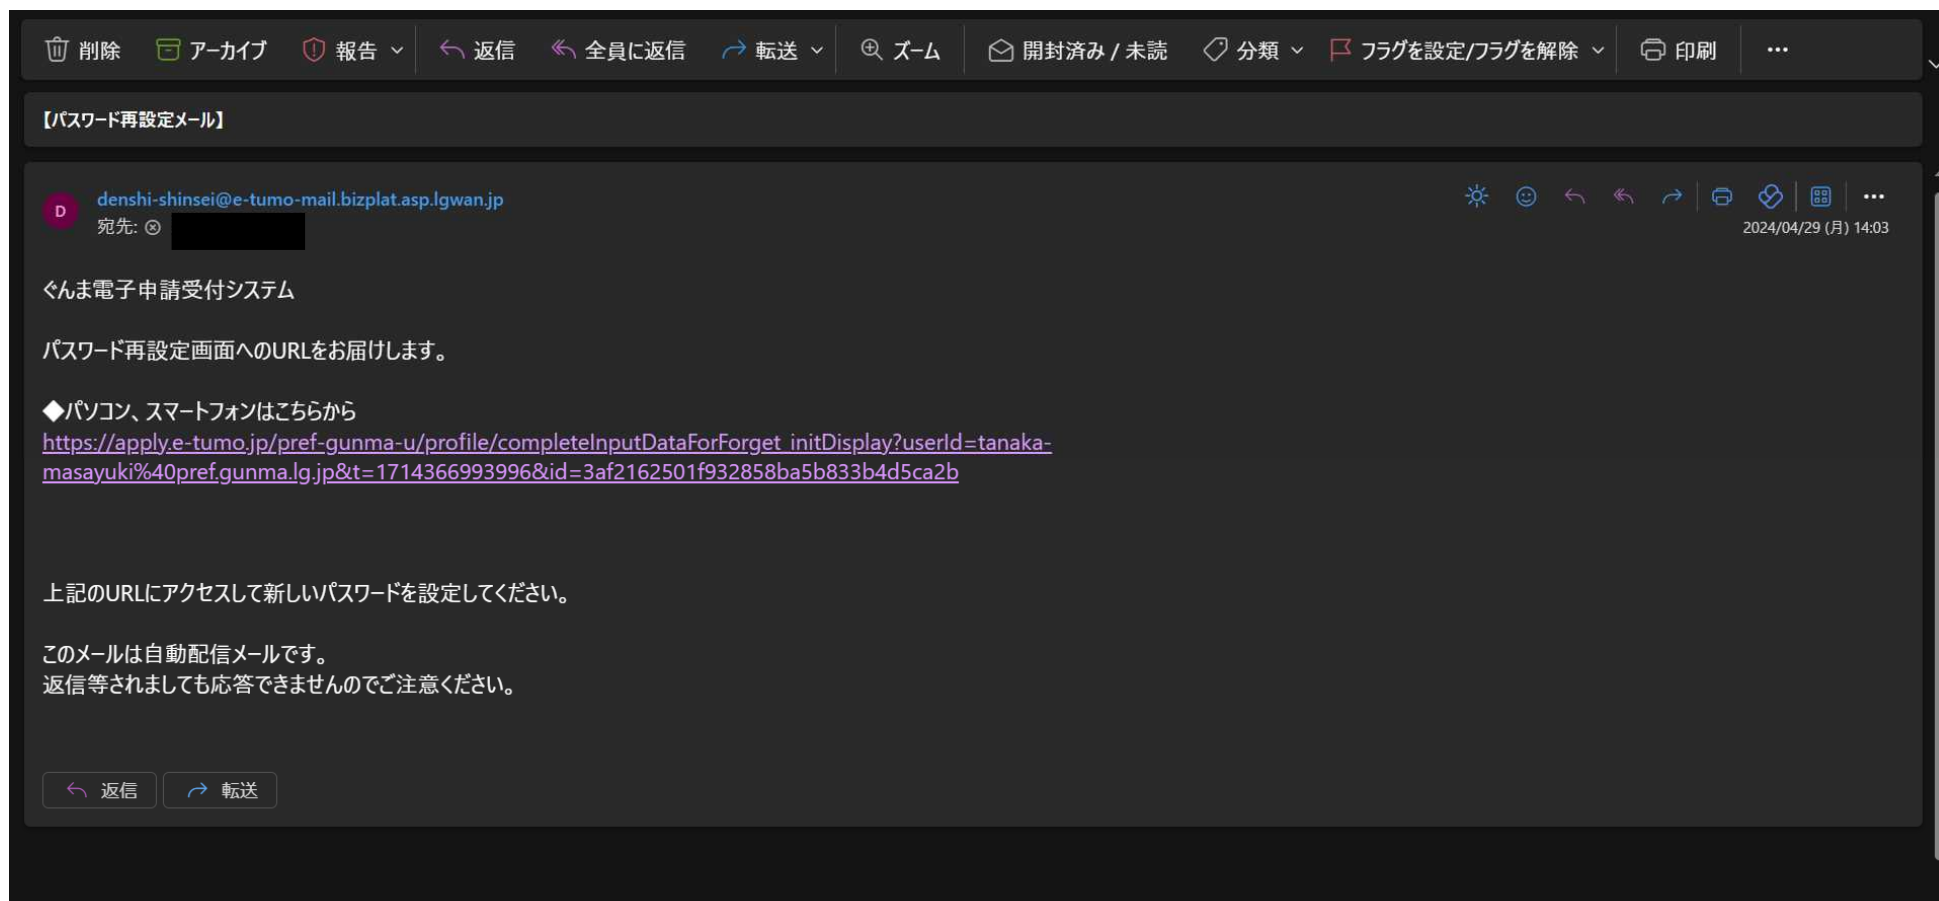 削除 アーカイブ 報告 返信 全員に返信 転送 ズーム 開封済み / 未読 分類 フラグを設定/フラグを解除 印刷 …
【パスワード再設定メール】
D
denshi-shinsei@e-tumo-mail.bizplat.asp.lgwan.jp
宛先:
2024/04/29 (月) 14:03
ぐんま電子申請受付システム
パスワード再設定画面へのURLをお届けします。
◆パソコン、スマートフォンはこちらから
https://apply.e-tumo.jp/pref-gunma-u/profile/completeInputDataForForget_initDisplay?userId=tanaka-
masayuki%40pref.gunma.lg.jp&t=1714366993996&id=3af2162501f932858ba5b833b4d5ca2b
上記のURLにアクセスして新しいパスワードを設定してください。
このメールは自動配信メールです。
返信等されましても応答できませんのでご注意ください。
返信 転送